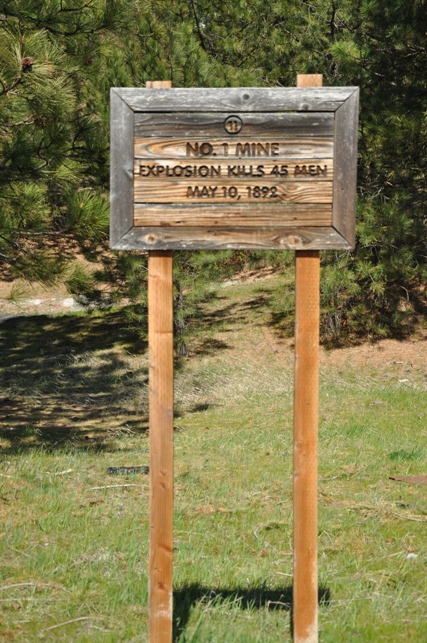 11
NO. 1 MINE
EXPLOSION KILLS 45 MEN
MAY 10, 1892